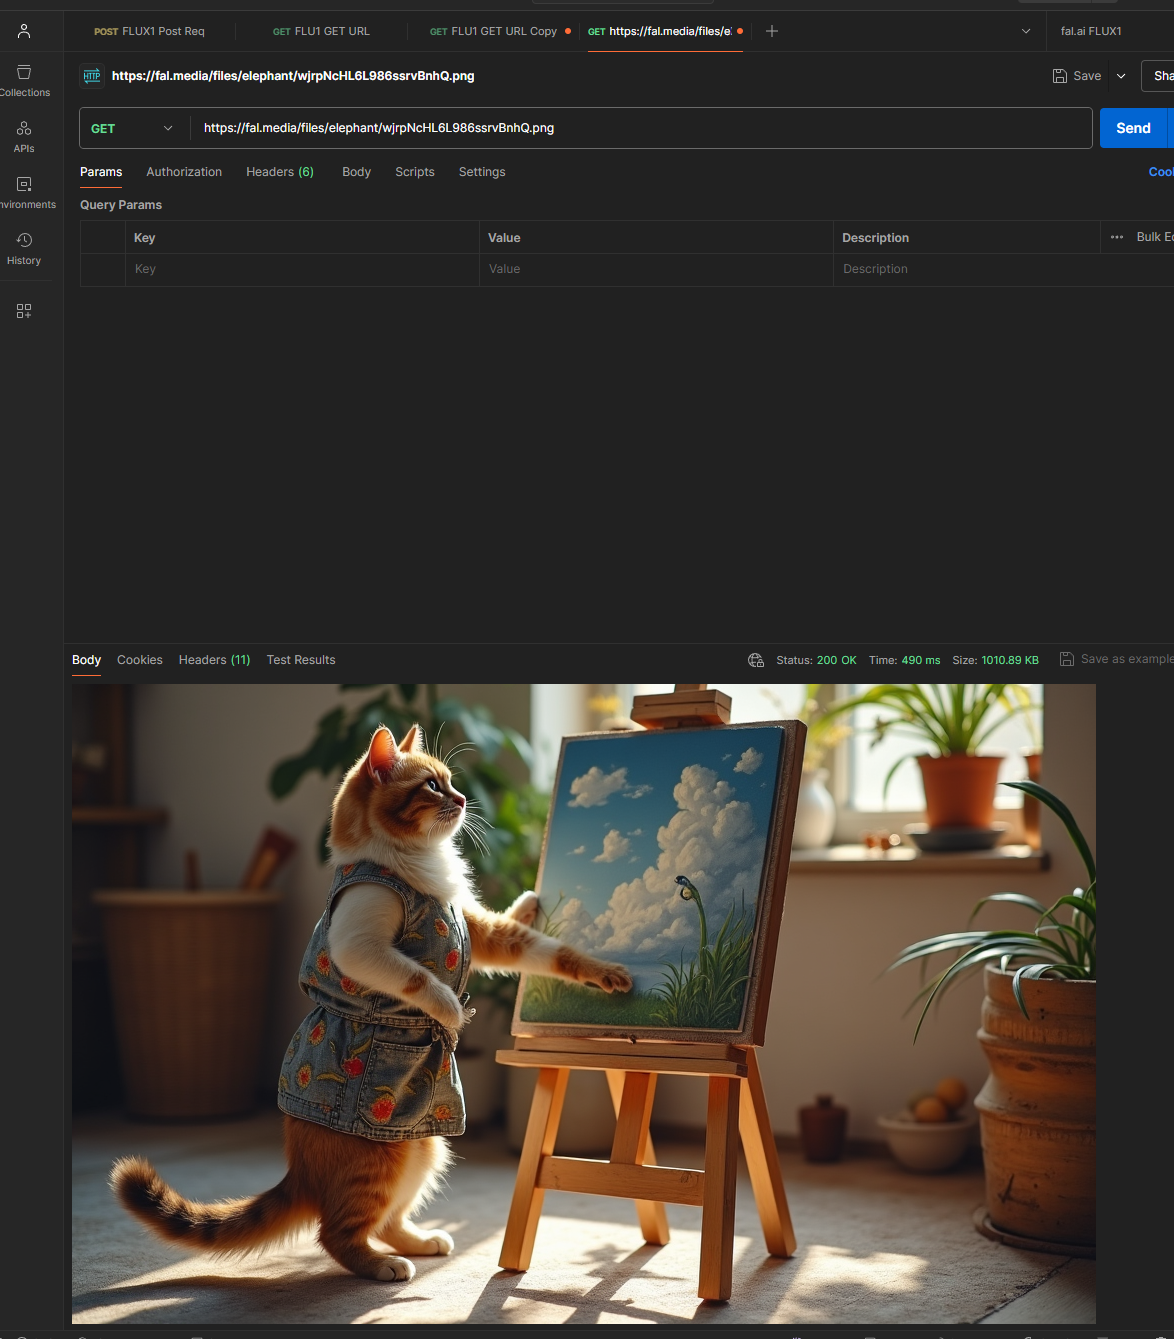 POST FLUX1 Post Req
GET FLU1 GET URL
GET FLU1 GET URL Copy
GET https://fal.media/files/e
fal.ai FLUX1
HTTP https://fal.media/files/elephant/wjrpNcHL6L986ssrvBnhQ.png
Save
Sha
GET https://fal.media/files/elephant/wjrpNcHL6L986ssrvBnhQ.png
Send
Collections
APIs
nvironments
History
Params Authorization Headers (6) Body Scripts Settings
Cool
Query Params
Key Value Description ••• Bulk Ec
Key Value Description
Body Cookies Headers (11) Test Results
Status: 200 OK Time: 490 ms Size: 1010.89 KB
Save as example